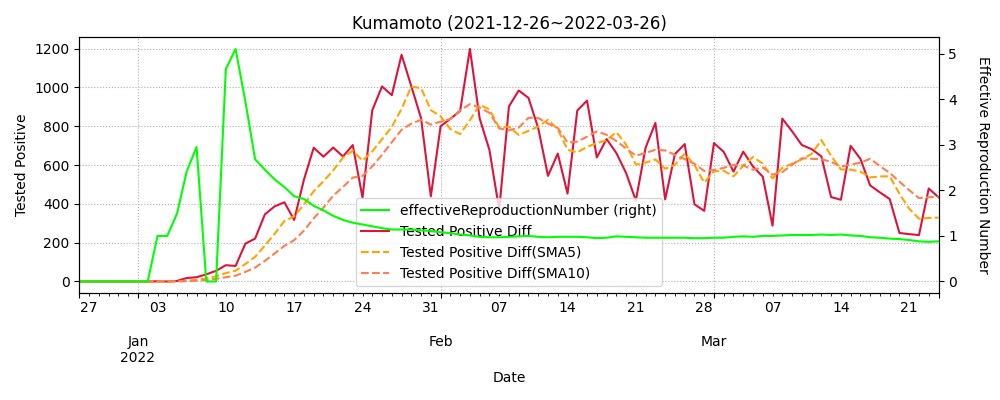 Kumamoto (2021-12-26~2022-03-26)
Tested Positive
1200
1000
800
600
400
200
0
5
4
3
2
1
0
Effective Reproduction Number
effectiveReproductionNumber (right)
Tested Positive Diff
Tested Positive Diff(SMA5)
Tested Positive Diff(SMA10)
27 03 10 17 24 31 07 14 21 28 07 14 21
Jan Feb Mar
2022
Date